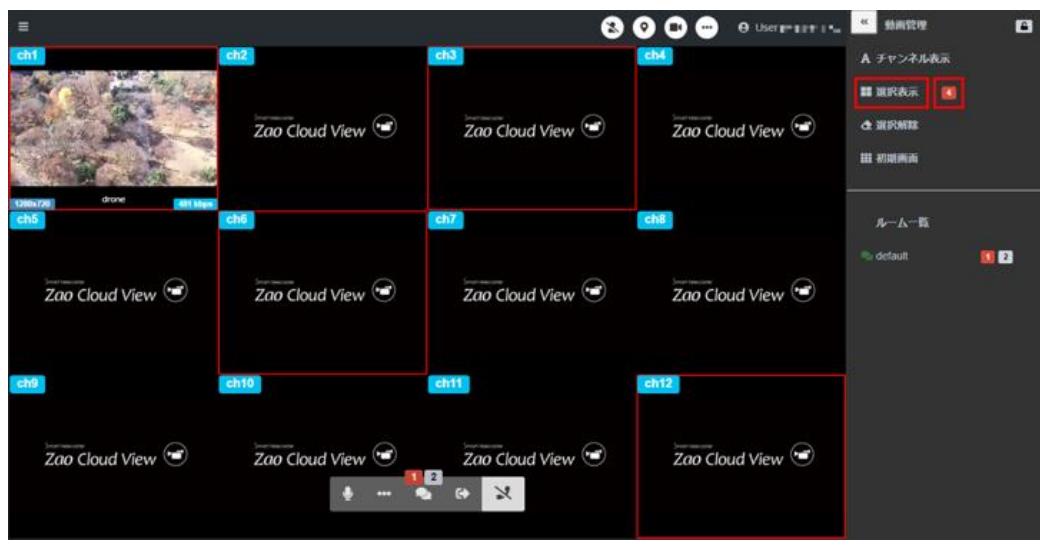 User
動画管理
ch1
ch2
ch3
ch4
A チャンネル表示
選択表示 4
選択解除
初期画面
Zao Cloud View
Zao Cloud View
Zao Cloud View
1280x720
drone
481 kbps
ch5
ch6
ch7
ch8
ルーム一覧
default 1 2
Zao Cloud View
Zao Cloud View
Zao Cloud View
Zao Cloud View
ch9
ch10
ch11
ch12
Zao Cloud View
Zao Cloud View
Zao Cloud View
Zao Cloud View
1 2